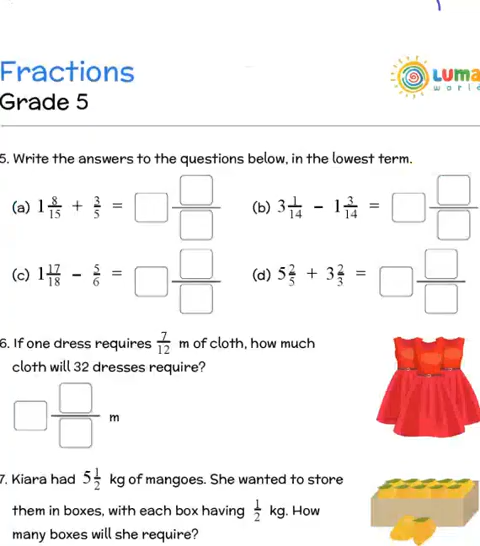 Fractions
LUMA
Grade 5
world
5. Write the answers to the questions below, in the lowest term.
(a) 1 8/15 + 3/5 =
(b) 3 1/14 - 1 3/14 =
(c) 1 17/18 - 5/6 =
(d) 5 2/5 + 3 2/3 =
6. If one dress requires 7/12 m of cloth, how much
cloth will 32 dresses require?
m
7. Kiara had 5 1/2 kg of mangoes. She wanted to store
them in boxes, with each box having 1/2 kg. How
many boxes will she require?